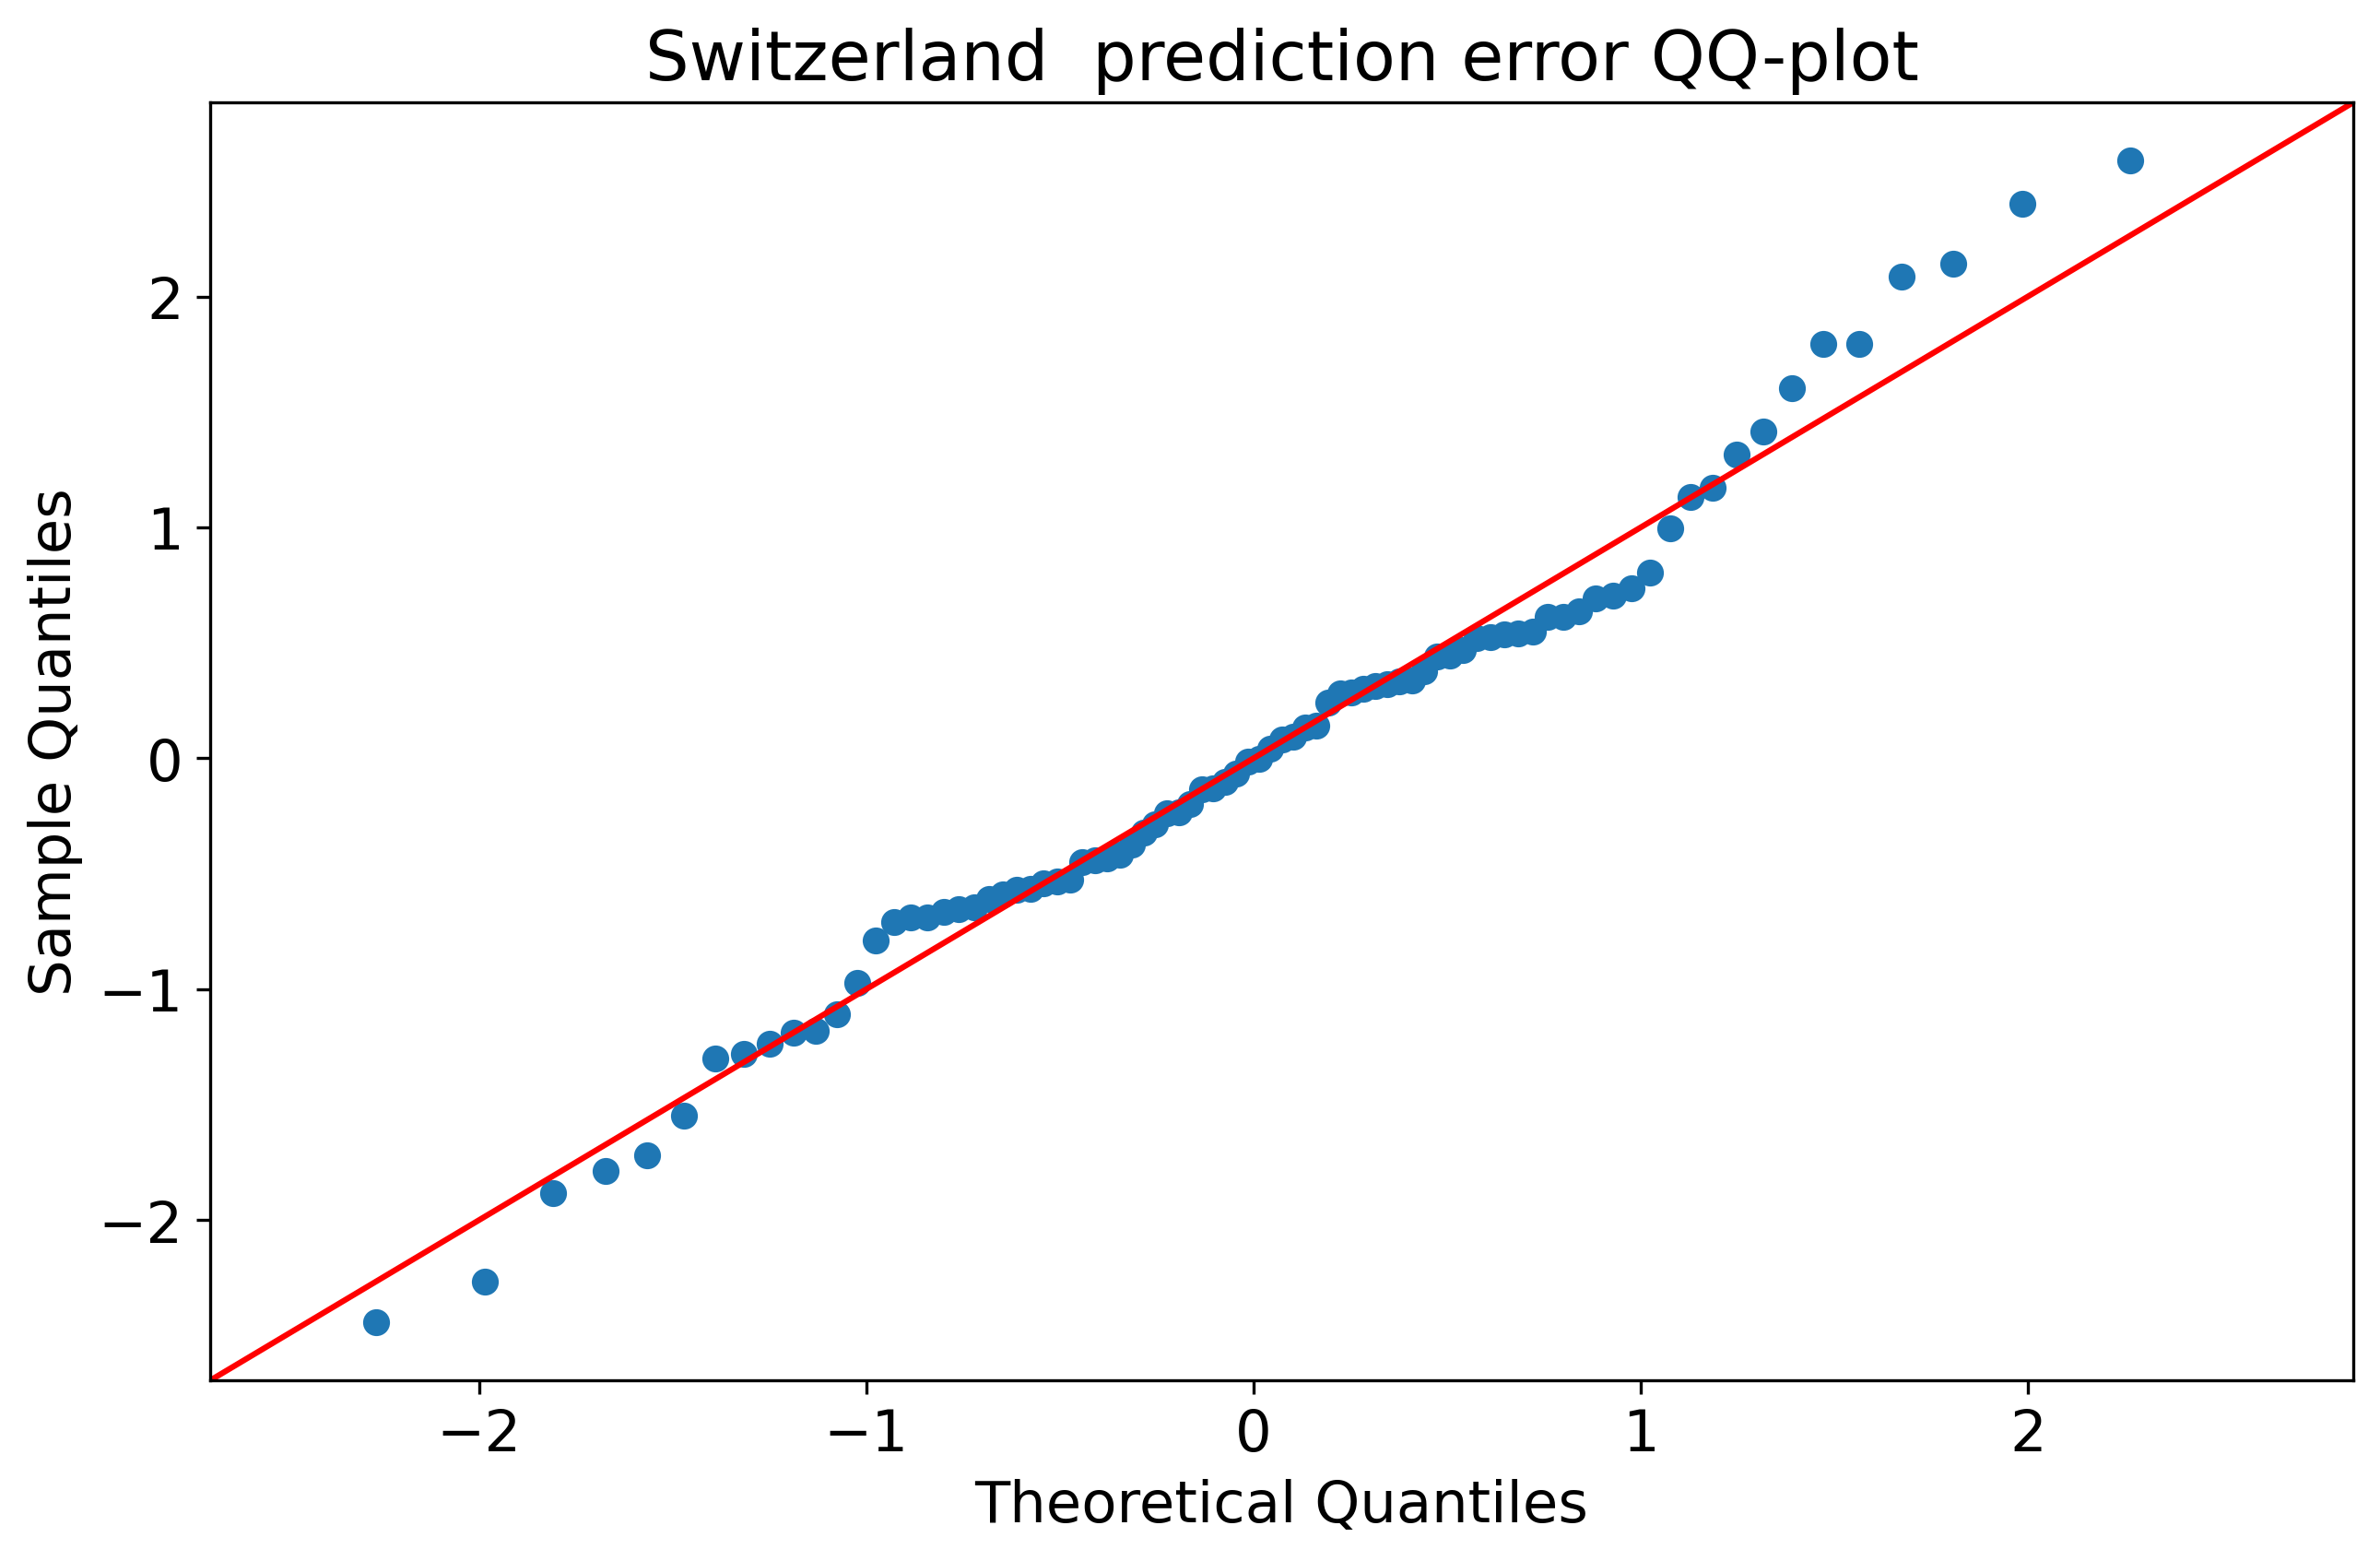 Switzerland  prediction error QQ-plot
Sample Quantiles
2
1
0
−1
−2
−2 −1 0 1 2
Theoretical Quantiles